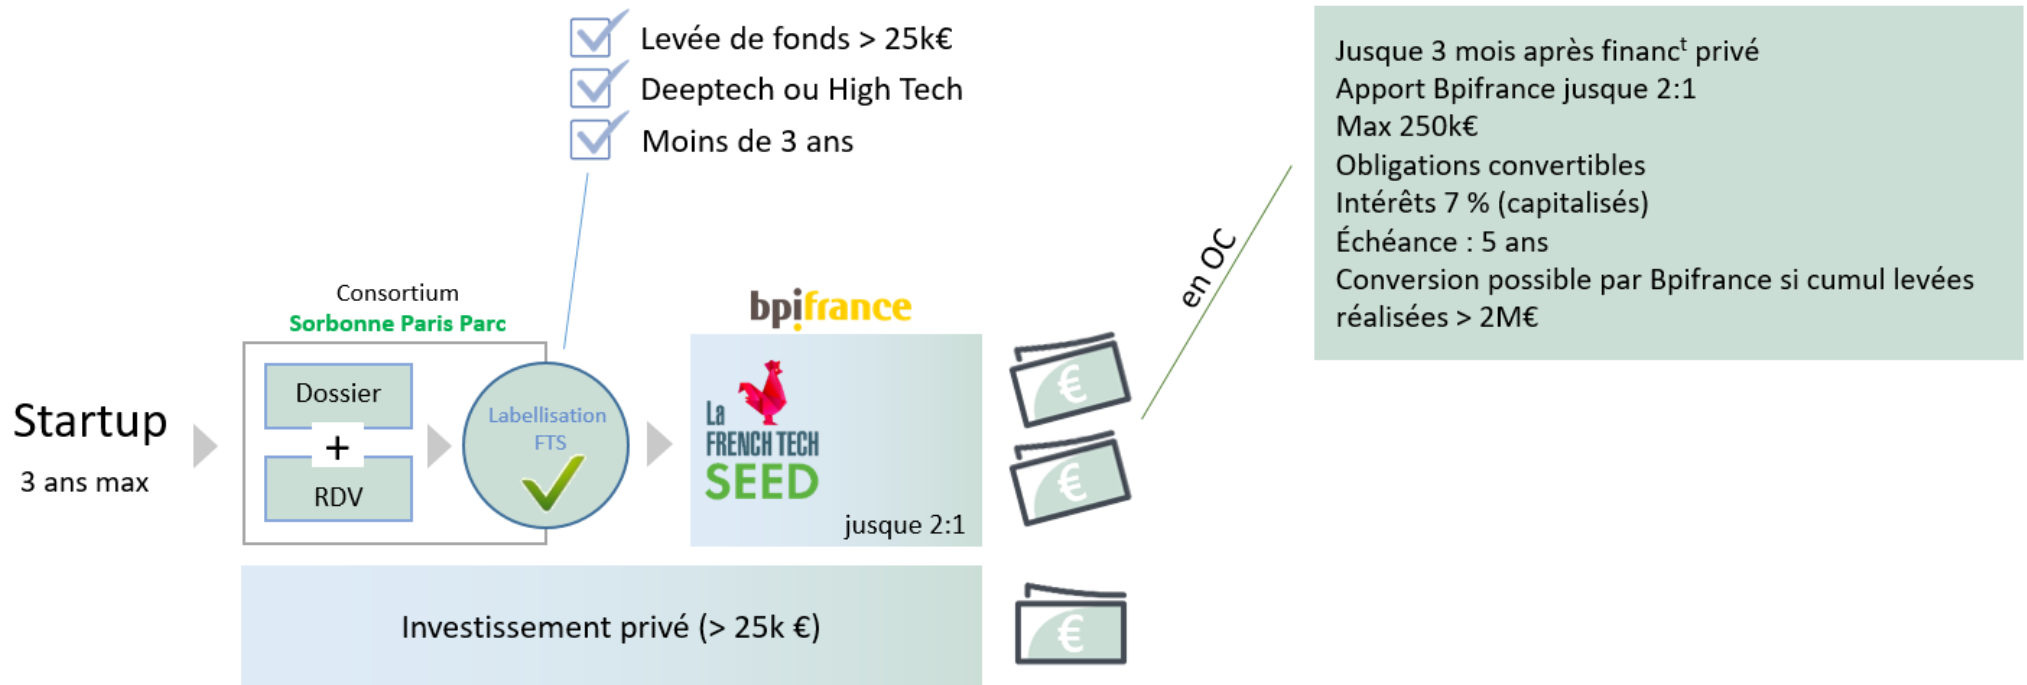 Levée de fonds > 25k€
Deeptech ou High Tech
Moins de 3 ans
Jusque 3 mois après financᵗ privé
Apport Bpifrance jusque 2:1
Max 250k€
Obligations convertibles
Intérêts 7 % (capitalisés)
Échéance : 5 ans
Conversion possible par Bpifrance si cumul levées
réalisées > 2M€
en OC
Consortium
Sorbonne Paris Parc
bpifrance
Startup
3 ans max
Dossier
+
RDV
Labellisation
FTS
La
FRENCH TECH
SEED
jusque 2:1
€
€
Investissement privé (> 25k €)
€